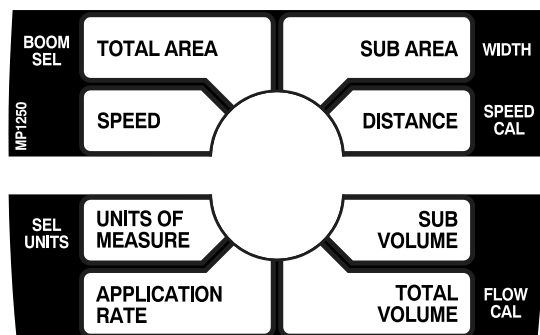 BOOM
SEL
TOTAL AREA
SUB AREA
WIDTH
MP1250
SPEED
DISTANCE
SPEED
CAL
SEL
UNITS
UNITS OF
MEASURE
SUB
VOLUME
APPLICATION
RATE
TOTAL
VOLUME
FLOW
CAL